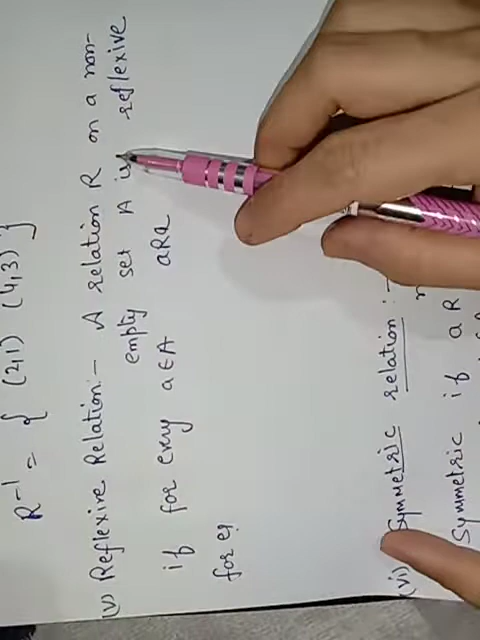 R⁻¹ = { (2,1) (4,3) }
(v) Reflexive Relation:- A relation R on a non-
empty set A is reflexive
if for every a ∈ A aRa
for eg
(vi) Symmetric relation :-
Symmetric if a R